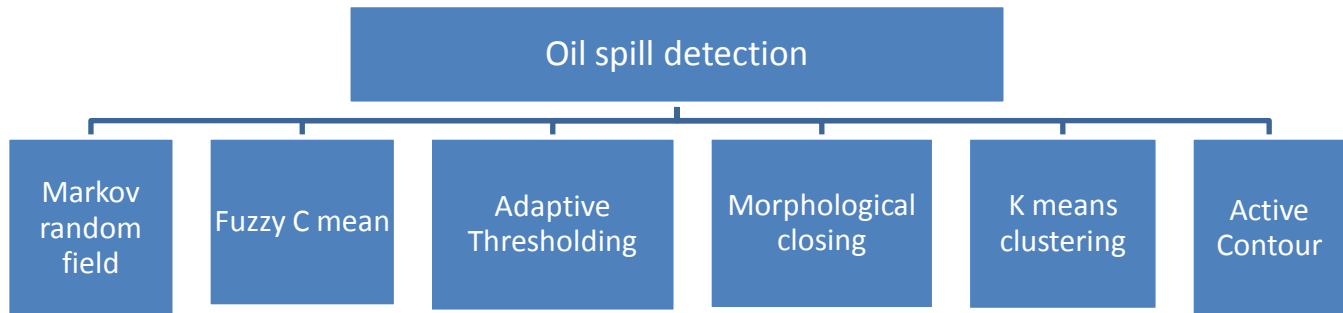 Oil spill detection
Markov
random
field
Fuzzy C mean
Adaptive
Thresholding
Morphological
closing
K means
clustering
Active
Contour